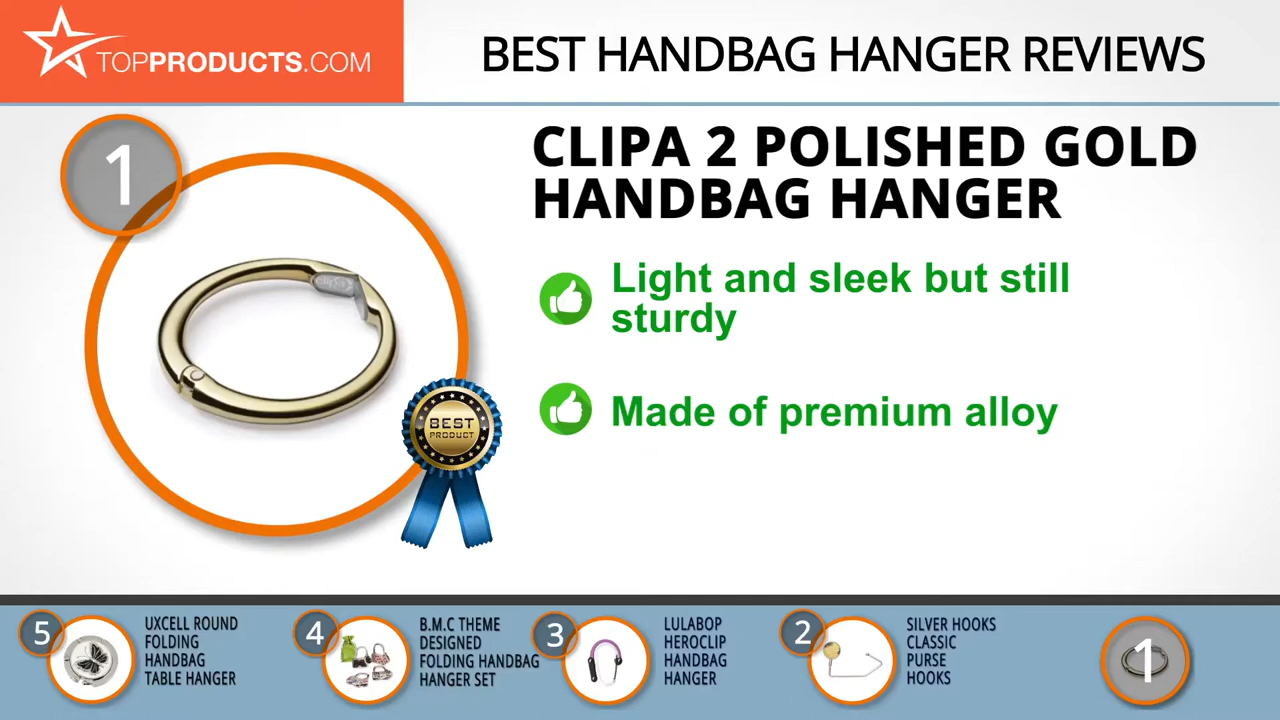 TOPPRODUCTS.COM
BEST HANDBAG HANGER REVIEWS
1
CLIPA 2 POLISHED GOLD
HANDBAG HANGER
Light and sleek but still
sturdy
Made of premium alloy
BEST
PRODUCT
5
UXCELL ROUND
FOLDING
HANDBAG
TABLE HANGER
4
B.M.C THEME
DESIGNED
FOLDING HANDBAG
HANGER SET
3
LULABOP
HEROCLIP
HANDBAG
HANGER
2
SILVER HOOKS
CLASSIC
PURSE
HOOKS
1